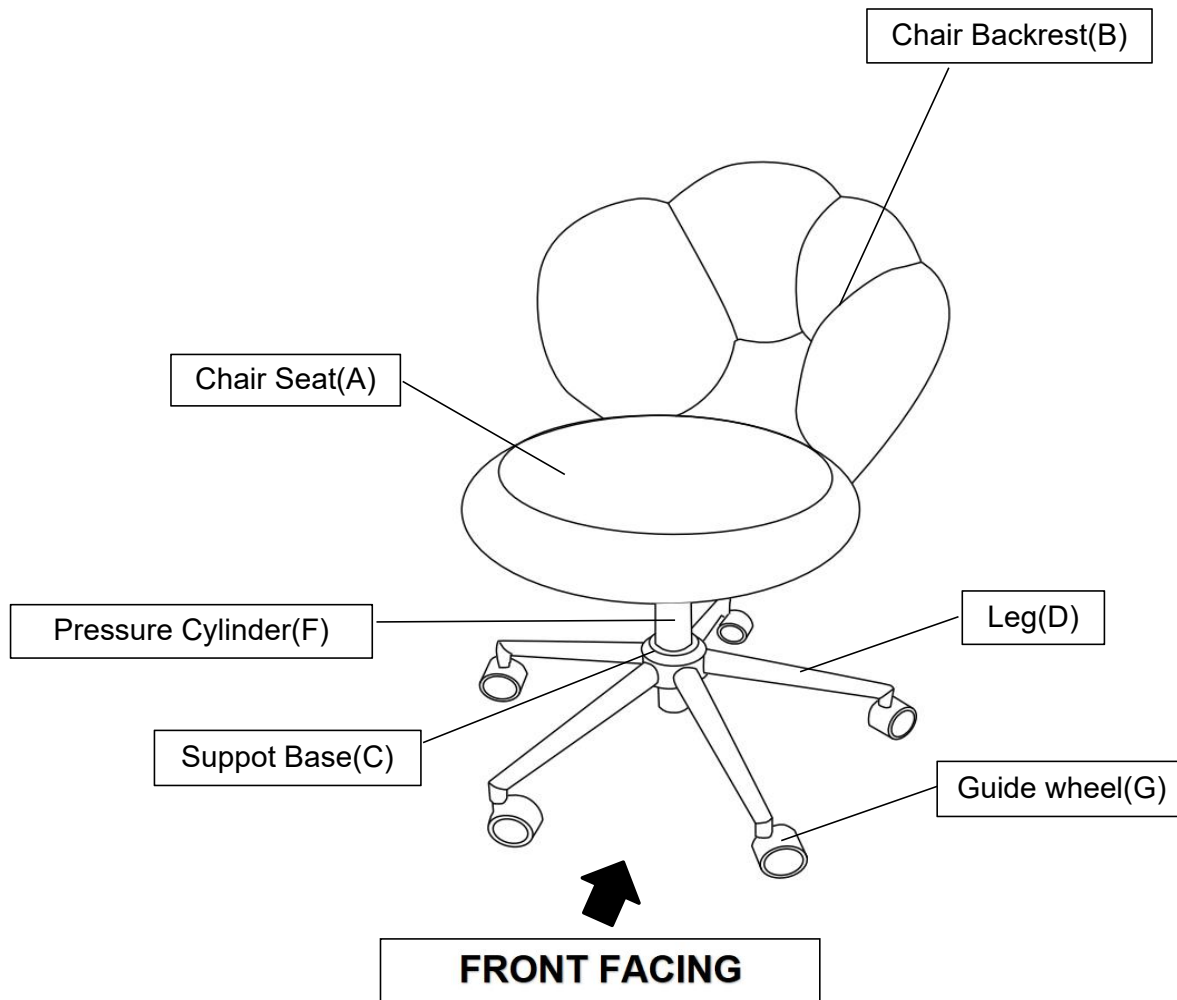 Chair Backrest(B)
Chair Seat(A)
Pressure Cylinder(F)
Leg(D)
Suppot Base(C)
Guide wheel(G)
FRONT FACING